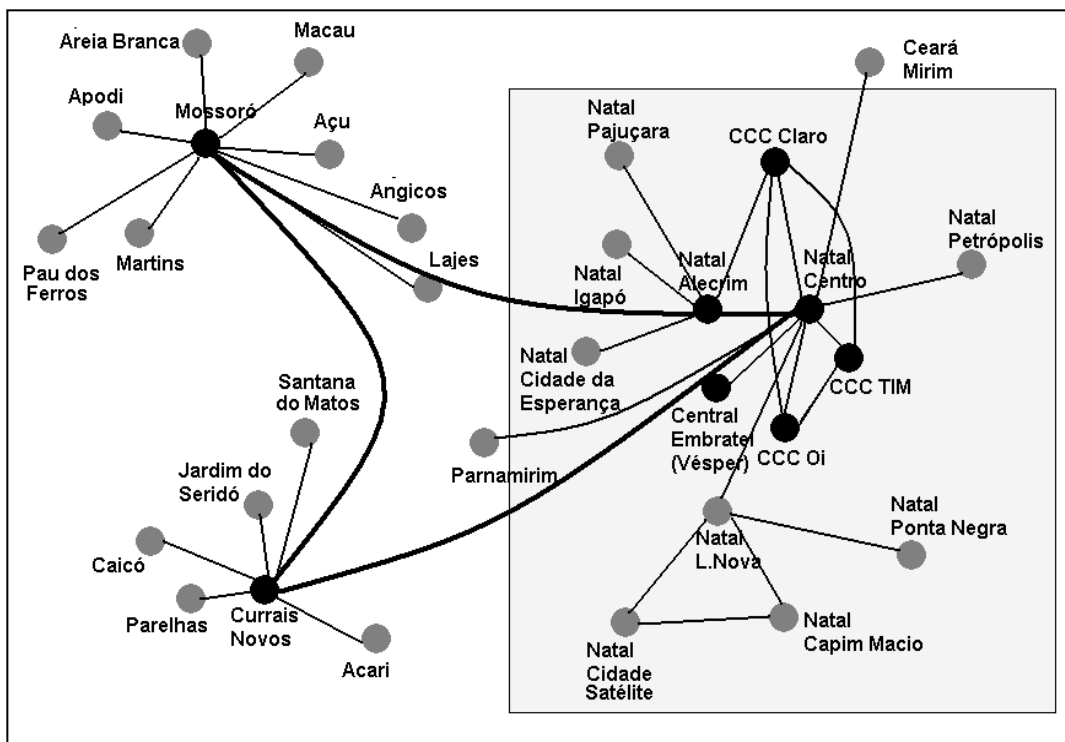 Areia Branca
Macau
Ceará
Mirim
Apodi
Mossoró
Açu
Angicos
Pau dos
Ferros
Martins
Lajes
Natal
Pajuçara
CCC Claro
Natal
Petrópolis
Natal
Igapó
Natal
Alecrim
Natal
Centro
Natal
Cidade da
Esperança
CCC TIM
Central
Embratel
(Vésper)
CCC Oi
Parnamirim
Santana
do Matos
Jardim do
Seridó
Caicó
Parelhas
Currais
Novos
Acari
Natal
L.Nova
Natal
Ponta Negra
Natal
Capim Macio
Natal
Cidade
Satélite